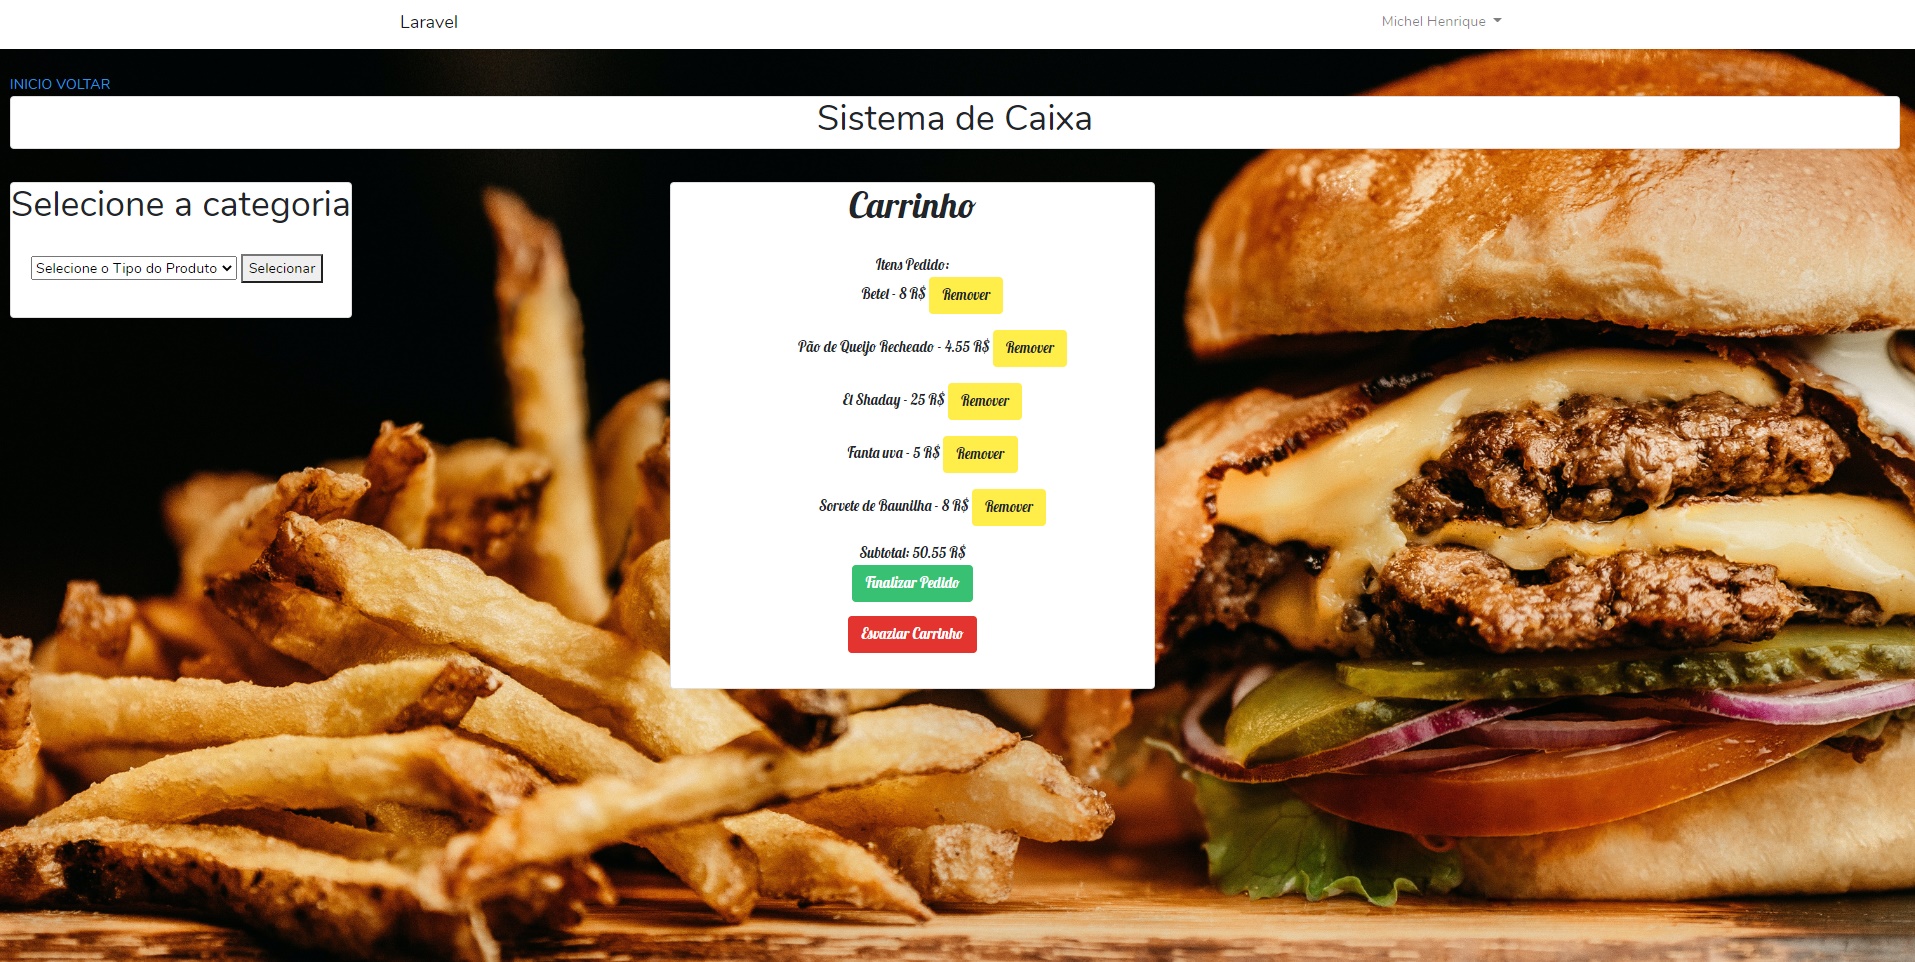 Laravel
Michel Henrique
INICIO VOLTAR
Sistema de Caixa
Selecione a categoria
Selecione o Tipo do Produto Selecionar
Carrinho
Itens Pedido:
Betel - 8 R$ Remover
Pão de Queijo Recheado - 4.55 R$ Remover
El Shaday - 25 R$ Remover
Fanta uva - 5 R$ Remover
Sorvete de Baunilha - 8 R$ Remover
Subtotal: 50.55 R$
Finalizar Pedido
Esvaziar Carrinho